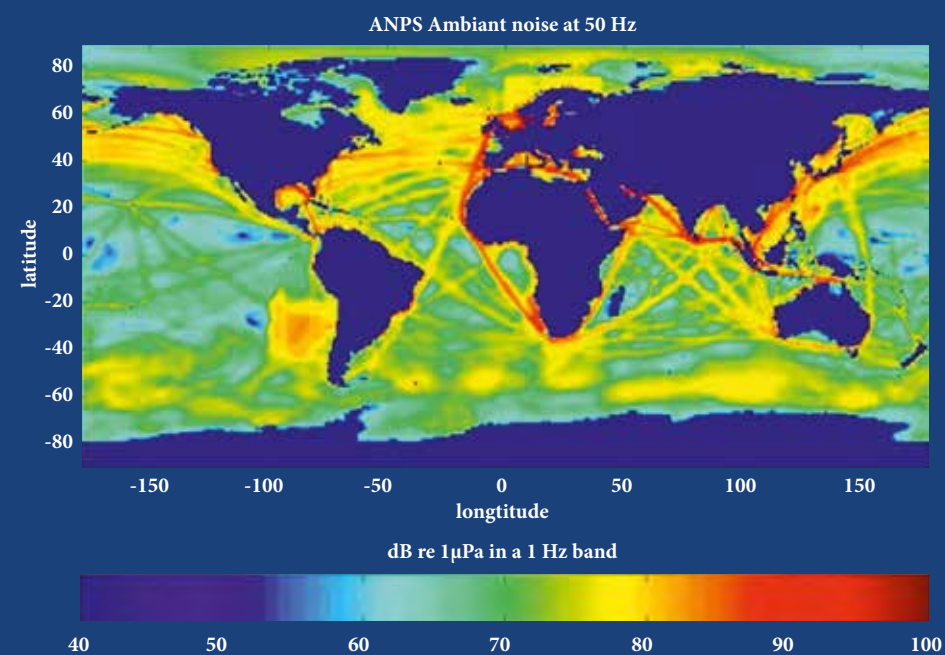 ANPS Ambiant noise at 50 Hz
80
60
40
20
0
-20
-40
-60
-80
latitude
-150 -100 -50 0 50 100 150
longtitude
dB re 1µPa in a 1 Hz band
40 50 60 70 80 90 100